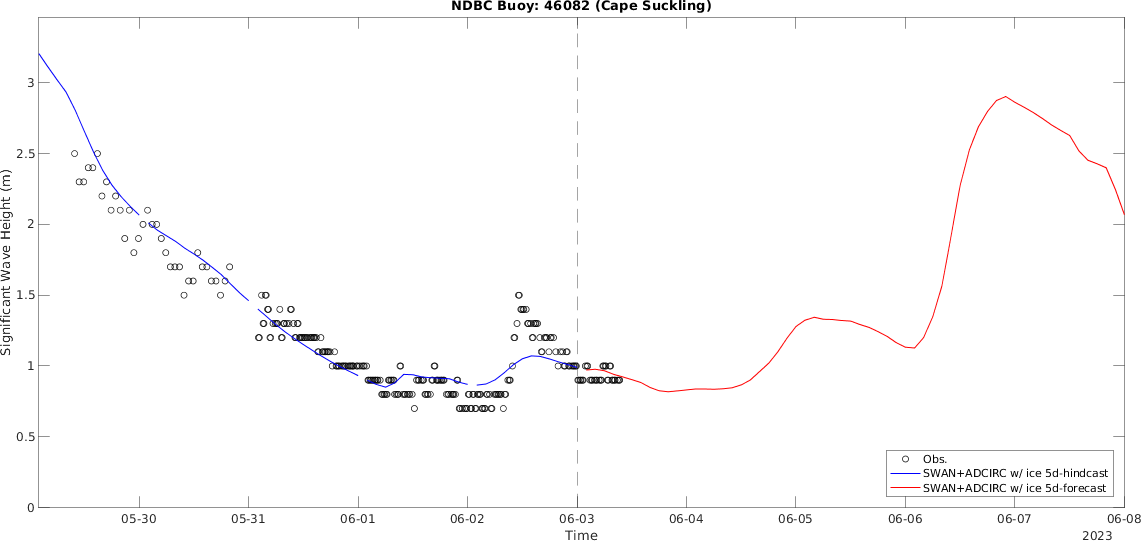 NDBC Buoy: 46082 (Cape Suckling)
Significant Wave Height (m)
3
2.5
2
1.5
1
0.5
0
Obs.
SWAN+ADCIRC w/ ice 5d-hindcast
SWAN+ADCIRC w/ ice 5d-forecast
05-30 05-31 06-01 06-02 06-03 06-04 06-05 06-06 06-07 06-08
Time 2023